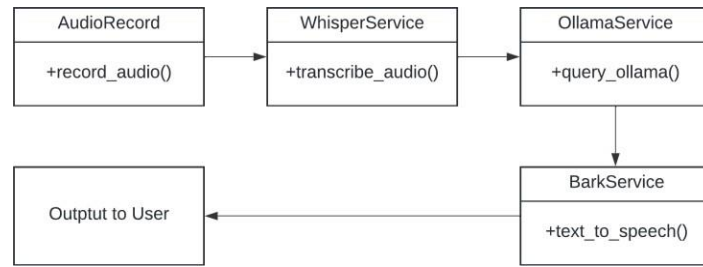 AudioRecord
+record_audio()
WhisperService
+transcribe_audio()
OllamaService
+query_ollama()
BarkService
+text_to_speech()
Outptut to User